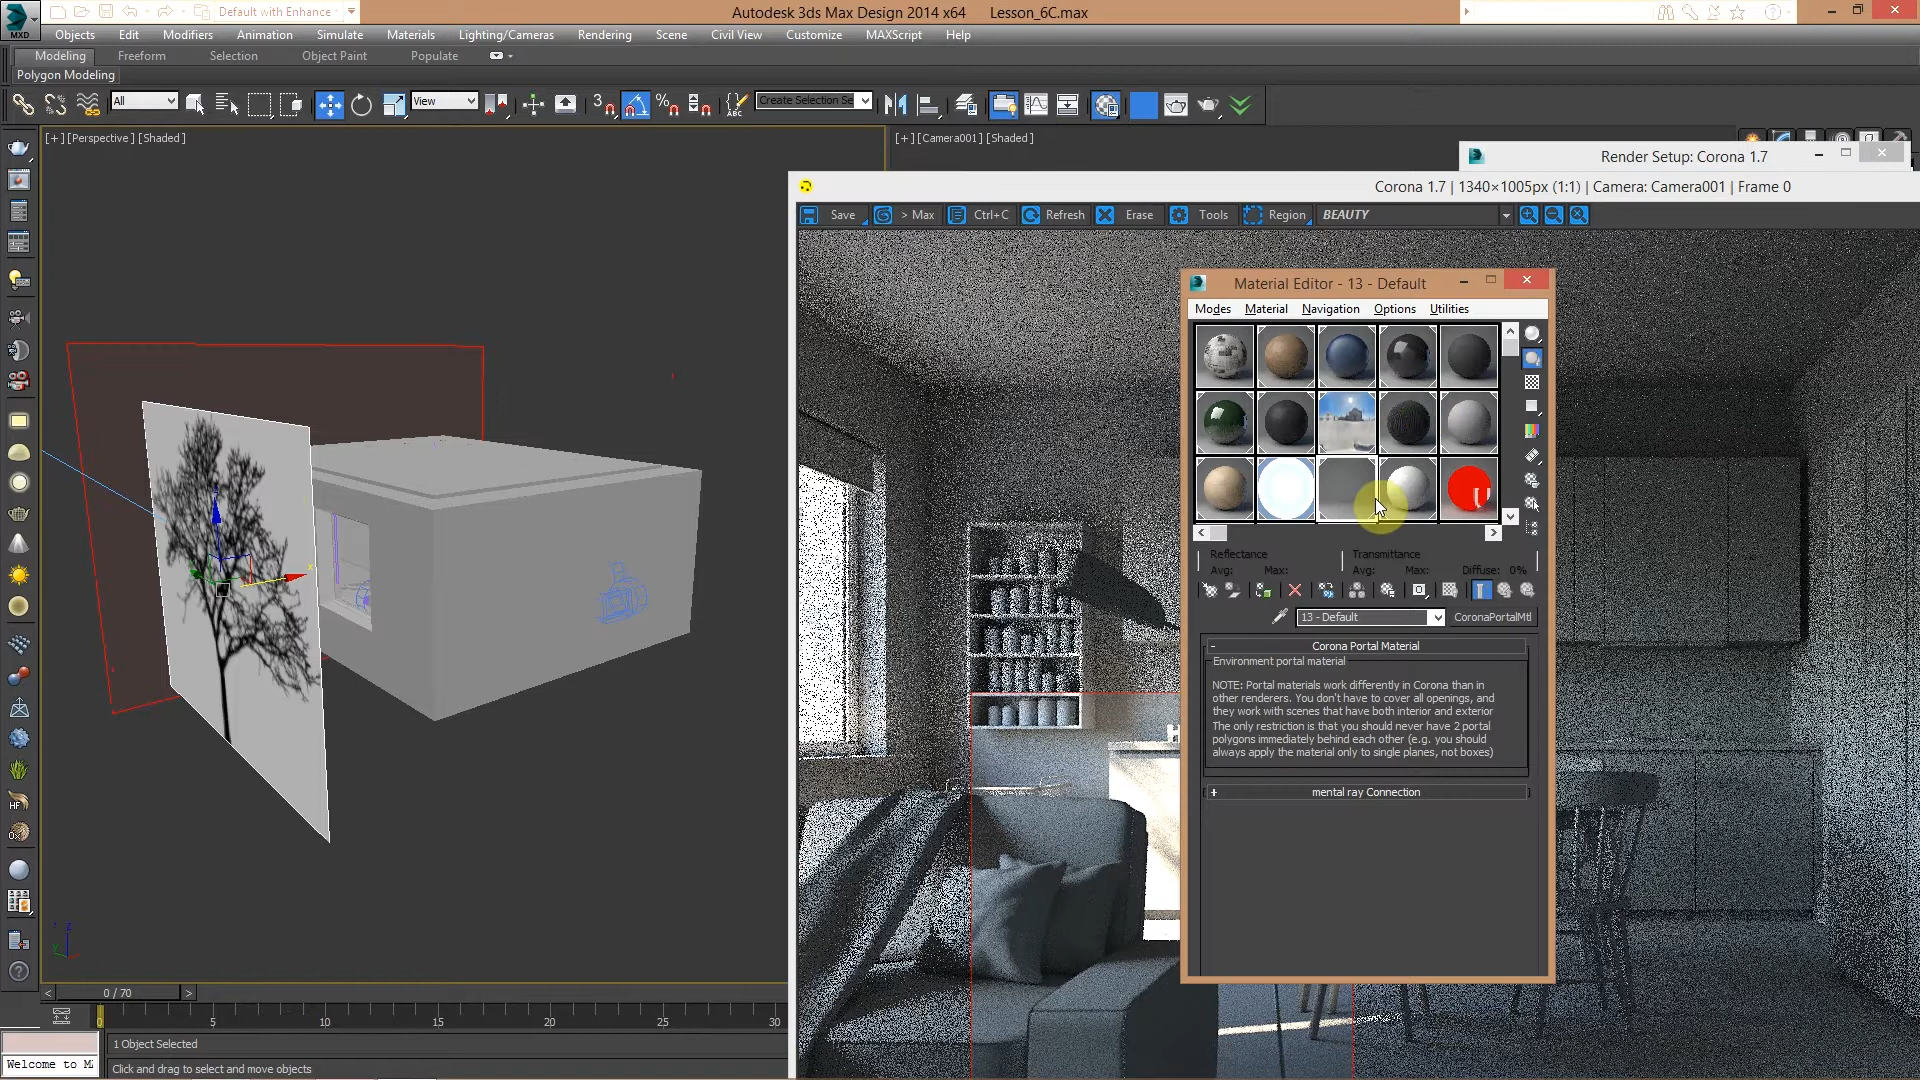 Default with Enhance
Autodesk 3ds Max Design 2014 x64 Lesson_6C.max
MXD
Objects Edit Modifiers Animation Simulate Materials Lighting/Cameras Rendering Scene Civil View Customize MAXScript Help
Modeling Freeform Selection Object Paint Populate
Polygon Modeling
All View 3 ABC Create Selection Se
[+] [Perspective] [Shaded]
[+] [Camera001] [Shaded]
Render Setup: Corona 1.7
Corona 1.7 | 1340×1005px (1:1) | Camera: Camera001 | Frame 0
Save > Max Ctrl+C Refresh Erase Tools Region BEAUTY
Material Editor - 13 - Default
Modes Material Navigation Options Utilities
Reflectance Transmittance
Avg: Max: Avg: Max: Diffuse: 0%
13 - Default CoronaPortalMtl
- Corona Portal Material
Environment portal material
NOTE: Portal materials work differently in Corona than in
other renderers. You don't have to cover all openings, and
they work with scenes that have both interior and exterior
The only restriction is that you should never have 2 portal
polygons immediately behind each other (e.g. you should
always apply the material only to single planes, not boxes)
+ mental ray Connection
HF
< 0 / 70 >
0 5 10 15 20 25 30
1 Object Selected
Welcome to M
Click and drag to select and move objects